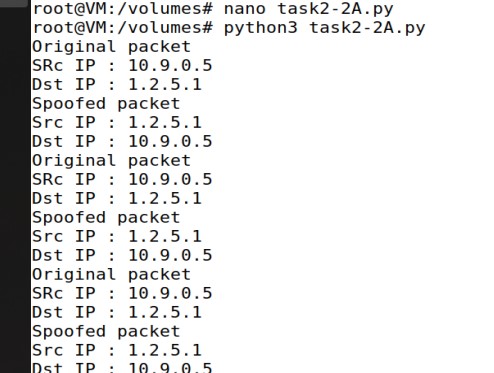 root@VM:/volumes# nano task2-2A.py
root@VM:/volumes# python3 task2-2A.py
Original packet
SRc IP : 10.9.0.5
Dst IP : 1.2.5.1
Spoofed packet
Src IP : 1.2.5.1
Dst IP : 10.9.0.5
Original packet
SRc IP : 10.9.0.5
Dst IP : 1.2.5.1
Spoofed packet
Src IP : 1.2.5.1
Dst IP : 10.9.0.5
Original packet
SRc IP : 10.9.0.5
Dst IP : 1.2.5.1
Spoofed packet
Src IP : 1.2.5.1
Dst IP : 10.9.0.5